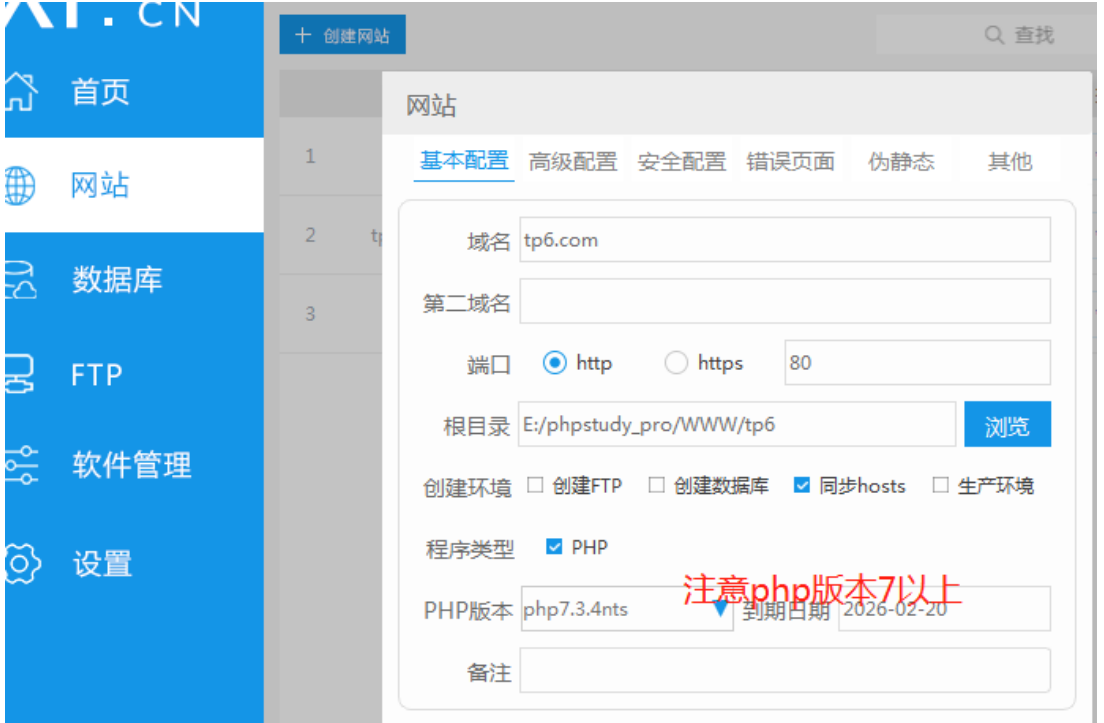 .CN
首页
网站
数据库
FTP
软件管理
设置
创建网站
查找
1
2 tp
3
网站
基本配置 高级配置 安全配置 错误页面 伪静态 其他
域名 tp6.com
第二域名
端口 http https 80
根目录 E:/phpstudy_pro/WWW/tp6 浏览
创建环境 创建FTP 创建数据库 同步hosts 生产环境
程序类型 PHP
注意php版本7以上
PHP版本 php7.3.4nts 到期日期 2026-02-20
备注